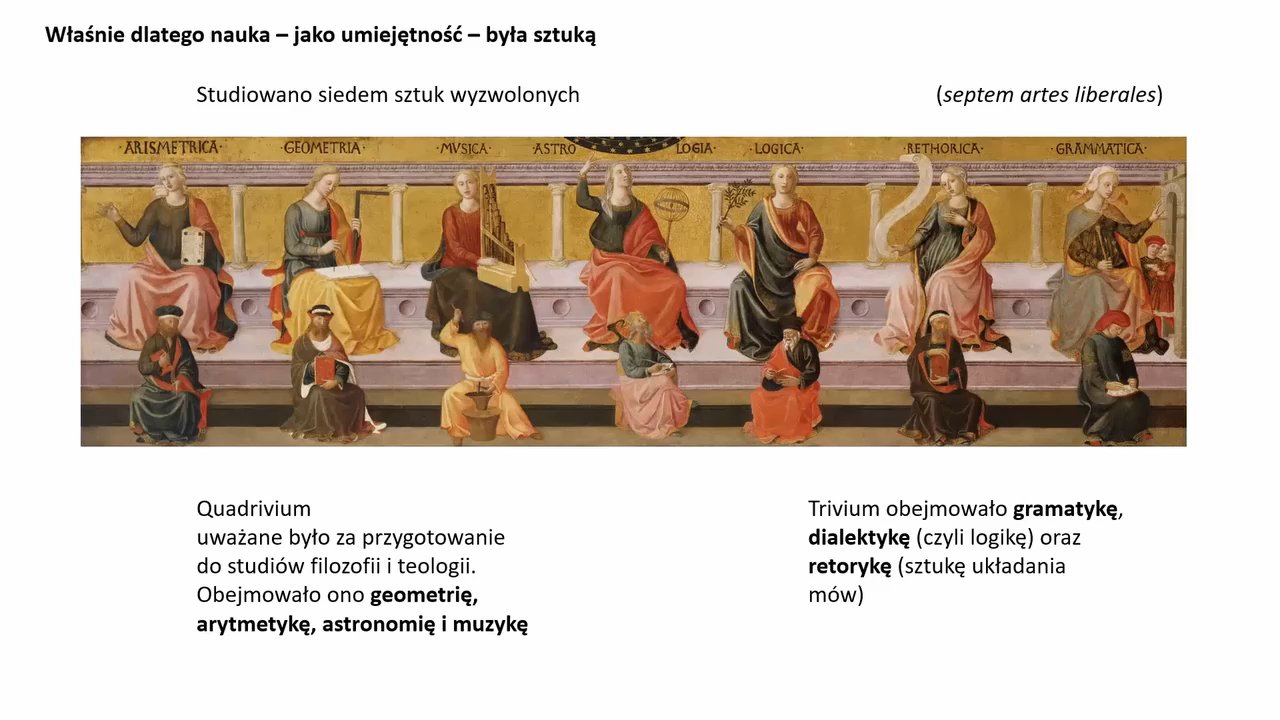 Właśnie dlatego nauka – jako umiejętność – była sztuką
Studiowano siedem sztuk wyzwolonych (septem artes liberales)
·ARISMETRICA· ·GEOMETRIA· ·MVSICA· ·ASTRO LOGIA· ·LOGICA· ·RETHORICA· ·GRAMMATICA·
Quadrivium
uważane było za przygotowanie
do studiów filozofii i teologii.
Obejmowało ono geometrię,
arytmetykę, astronomię i muzykę
Trivium obejmowało gramatykę,
dialektykę (czyli logikę) oraz
retorykę (sztukę układania
mów)